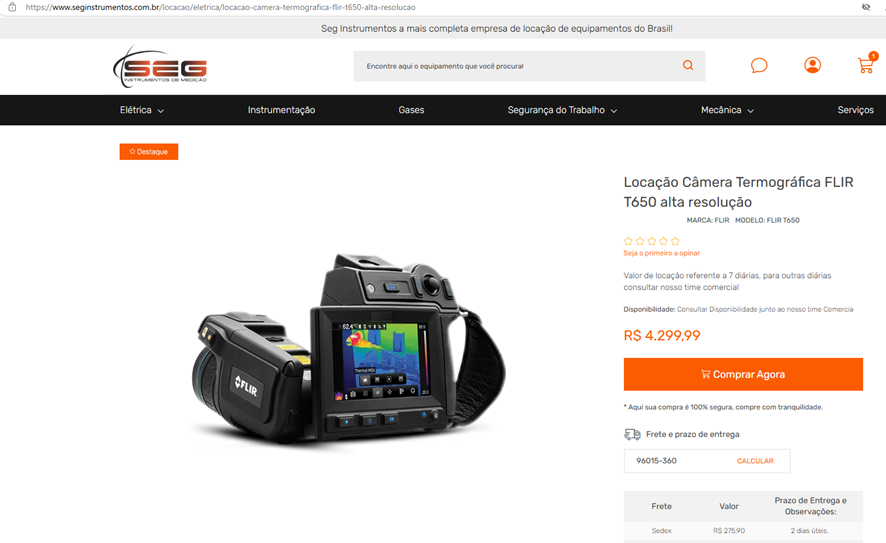 https://www.seginstrumentos.com.br/locacao/eletrica/locacao-camera-termografica-flir-t650-alta-resolucao
Seg Instrumentos a mais completa empresa de locação de equipamentos do Brasil!
SEG
INSTRUMENTOS DE MEDIÇÃO
Encontre aqui o equipamento que você procura!
1
Elétrica
Instrumentação
Gases
Segurança do Trabalho
Mecânica
Serviços
Destaque
Locação Câmera Termográfica FLIR
T650 alta resolução
MARCA: FLIR MODELO: FLIR T650
Seja o primeiro a opinar
Valor de locação referente a 7 diárias, para outras diárias
consultar nosso time comercial
Disponibilidade: Consultar Disponibilidade junto ao nosso time Comercia
R$ 4.299,99
Comprar Agora
* Aqui sua compra é 100% segura, compre com tranquilidade.
Frete e prazo de entrega
96015-360 CALCULAR
Frete Valor Prazo de Entrega e
Observações:
Sedex R$ 275,90 2 dias úteis.
FLIR
62.4
Thermal MSX